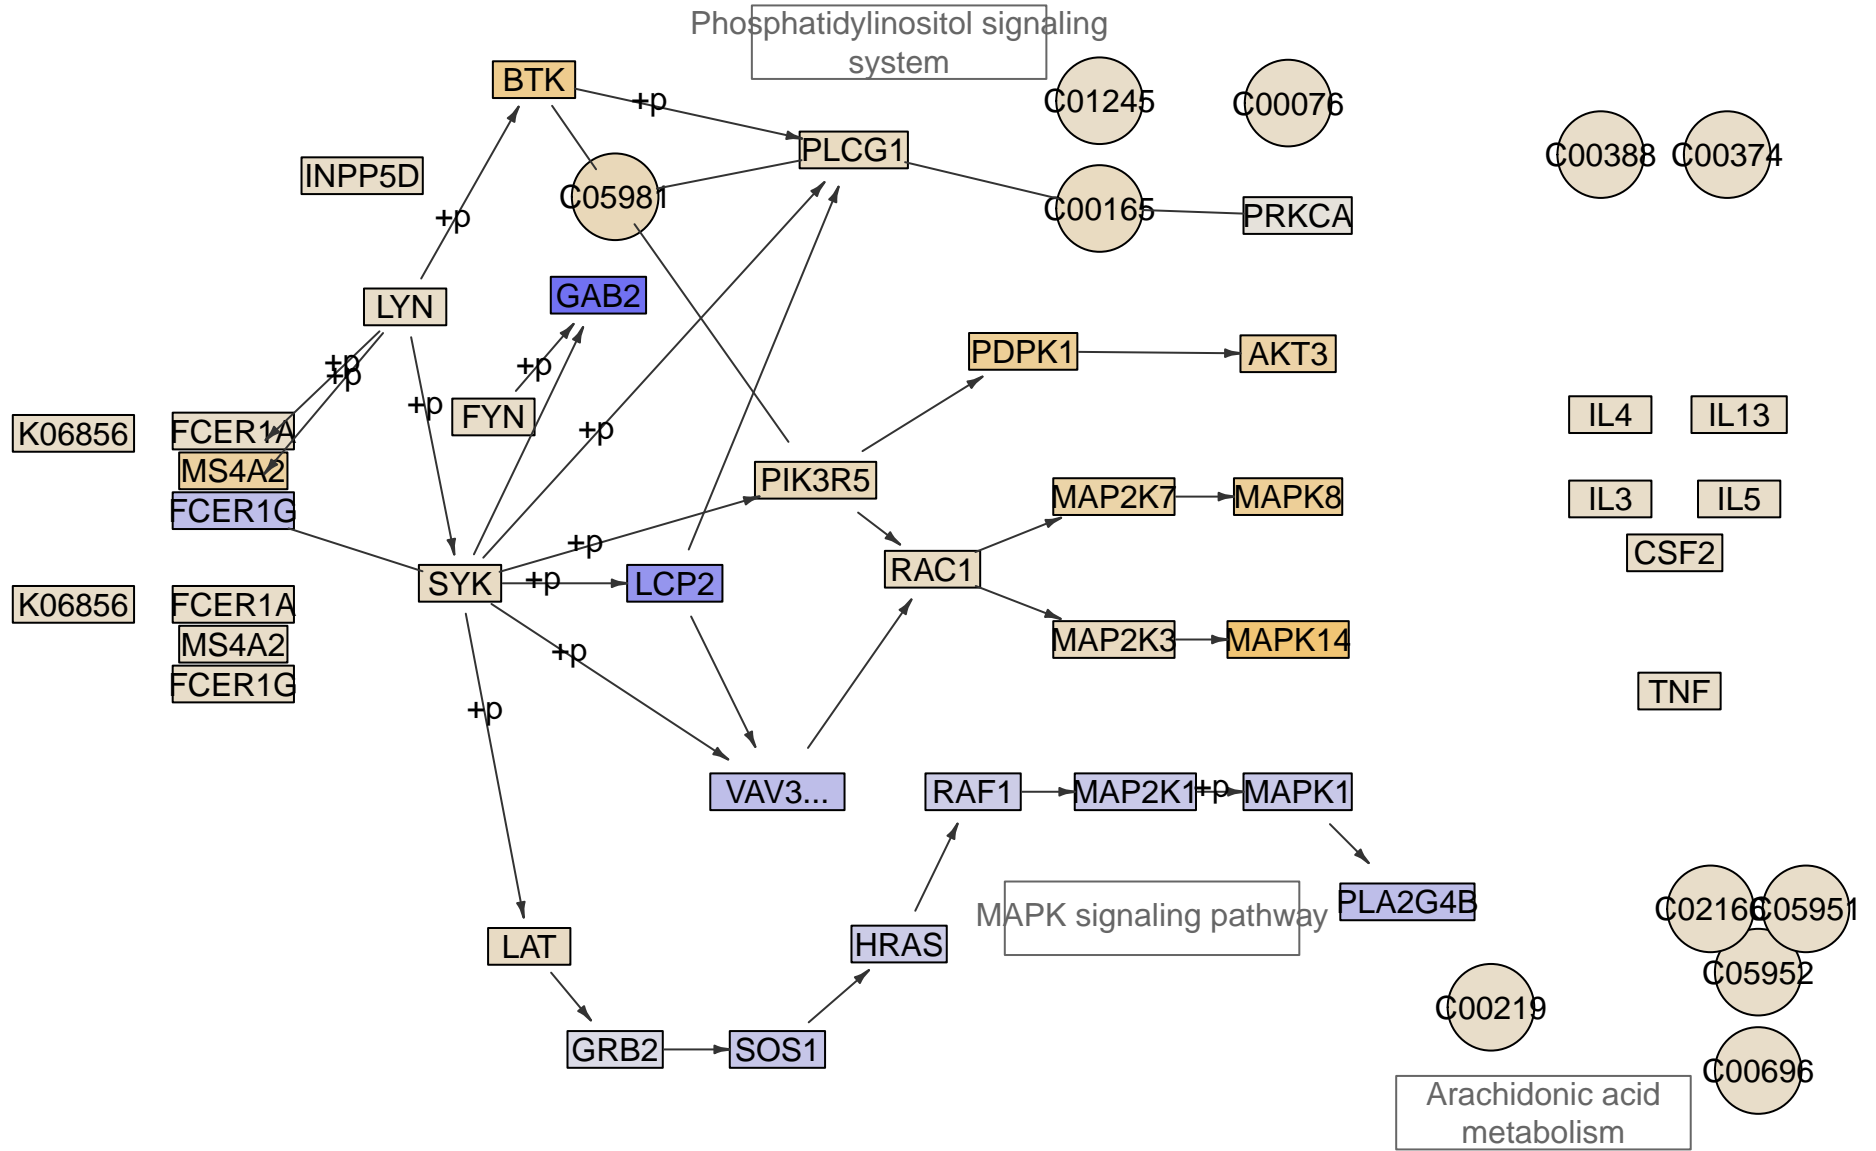 Phosphatidylinositol signaling
system
BTK
+p
C01245
C00076
PLCG1
C00388
C00374
INPP5D
C05981
C00165
PRKCA
+p
LYN
GAB2
PDPK1
AKT3
+p
+p
+p
+p
FYN
+p
K06856
FCER1A
MS4A2
FCER1G
IL4
IL13
PIK3R5
MAP2K7
MAPK8
IL3
IL5
+p
CSF2
SYK
+p
LCP2
RAC1
K06856
FCER1A
MS4A2
FCER1G
+p
MAP2K3
MAPK14
TNF
+p
VAV3...
RAF1
MAP2K1
+p
MAPK1
PLA2G4B
MAPK signaling pathway
C02166
C05951
LAT
HRAS
C05952
C00219
GRB2
SOS1
C00696
Arachidonic acid
metabolism